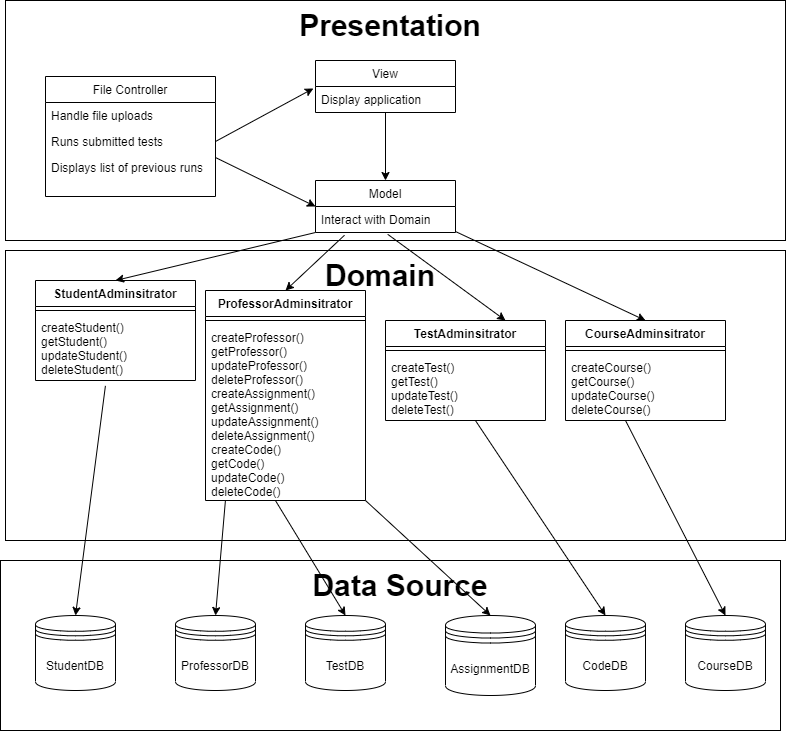 Presentation
File Controller
Handle file uploads
Runs submitted tests
Displays list of previous runs
View
Display application
Model
Interact with Domain
Domain
StudentAdminsitrator
createStudent()
getStudent()
updateStudent()
deleteStudent()
ProfessorAdminsitrator
createProfessor()
getProfessor()
updateProfessor()
deleteProfessor()
createAssignment()
getAssignment()
updateAssignment()
deleteAssignment()
createCode()
getCode()
updateCode()
deleteCode()
TestAdminsitrator
createTest()
getTest()
updateTest()
deleteTest()
CourseAdminsitrator
createCourse()
getCourse()
updateCourse()
deleteCourse()
Data Source
StudentDB
ProfessorDB
TestDB
AssignmentDB
CodeDB
CourseDB